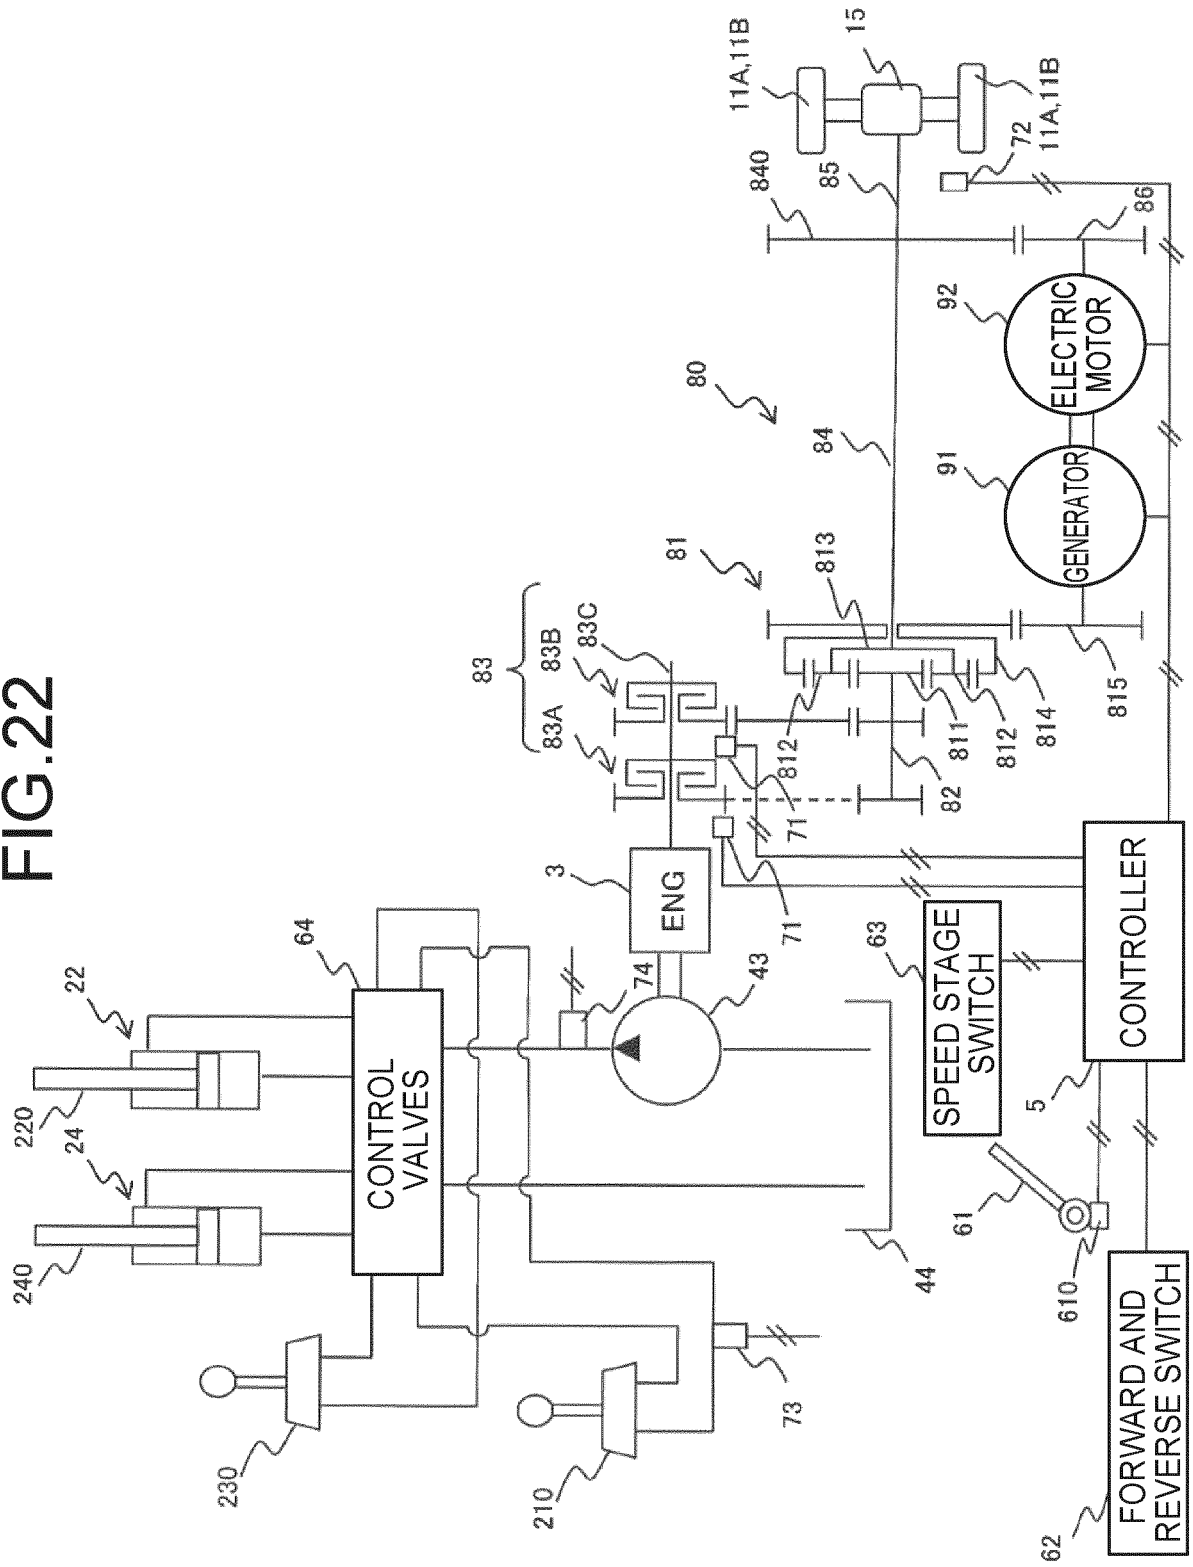 FIG.22
22
220
24
240
64
CONTROL
VALVES
230
210
73
74
43
44
3
ENG
83
83A
83B
83C
71
71
81
82
811
812
812
813
814
815
80
84
85
840
86
15
11A,11B
11A,11B
72
91
GENERATOR
92
ELECTRIC
MOTOR
63
SPEED STAGE
SWITCH
5
CONTROLLER
61
610
62
FORWARD AND
REVERSE SWITCH